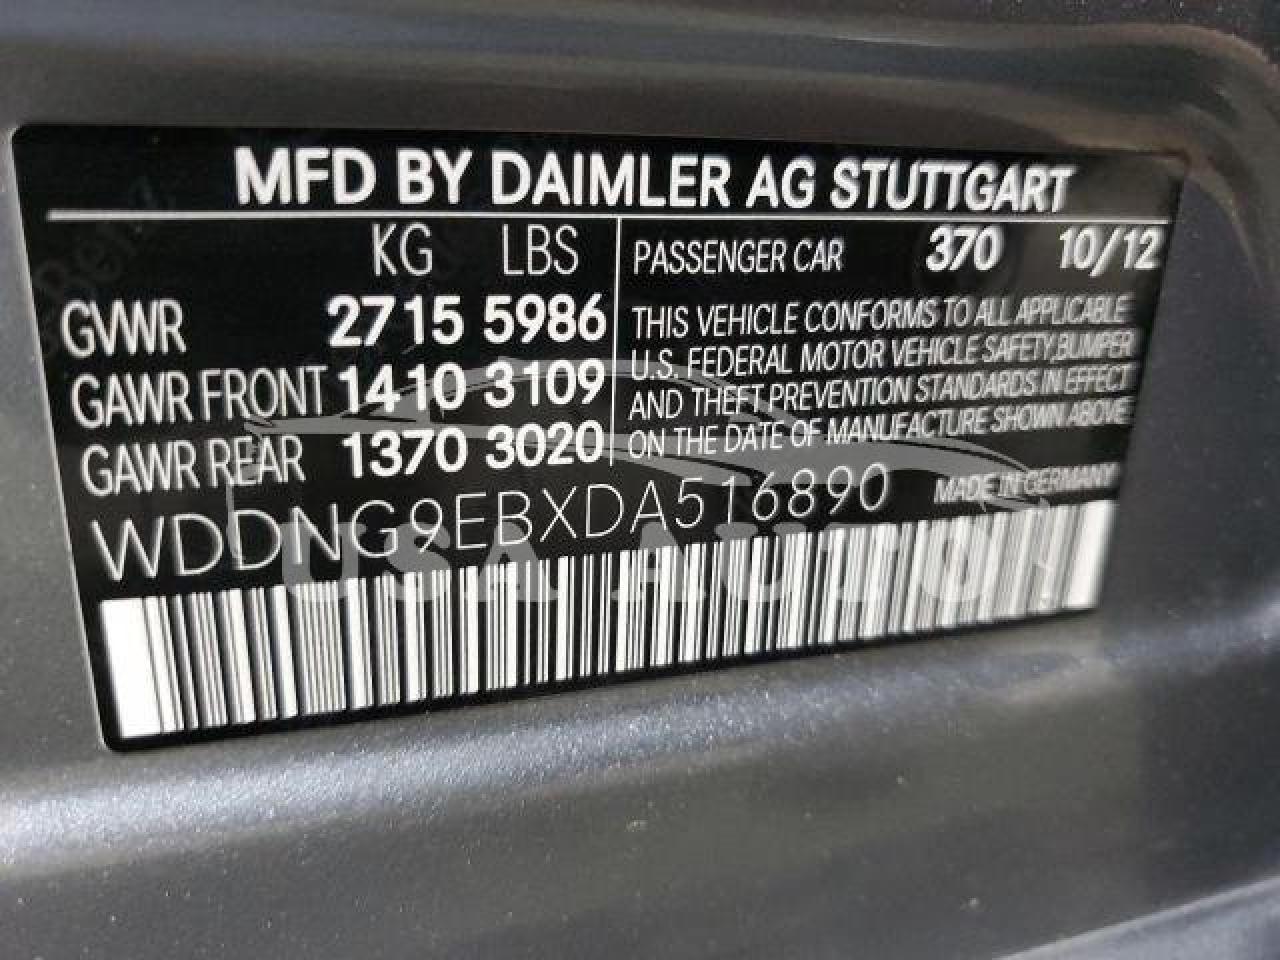 MFD BY DAIMLER AG STUTTGART
KG LBS
GVWR 2715 5986
GAWR FRONT 1410 3109
GAWR REAR 1370 3020
PASSENGER CAR 370 10/12
THIS VEHICLE CONFORMS TO ALL APPLICABLE
U.S. FEDERAL MOTOR VEHICLE SAFETY,BUMPER
AND THEFT PREVENTION STANDARDS IN EFFECT
ON THE DATE OF MANUFACTURE SHOWN ABOVE
WDDNG9EBXDA516890 MADE IN GERMANY
USA AUTO